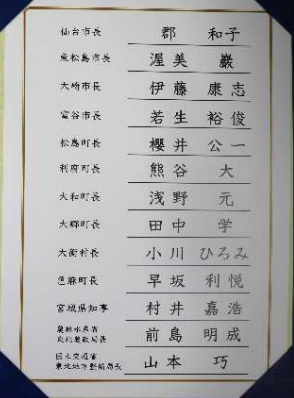 仙台市長 郡 和子
東松島市長 渥美 巖
大崎市長 伊藤 康志
富谷市長 若生 裕俊
松島町長 櫻井 公一
利府町長 熊谷 大
大和町長 浅野 元
大郷町長 田中 学
大衡村長 小川 ひろみ
色麻町長 早坂 利悦
宮城県知事 村井 嘉浩
農林水産省
東北農政局長 前島 明成
国土交通省
東北地方整備局長 山本 巧